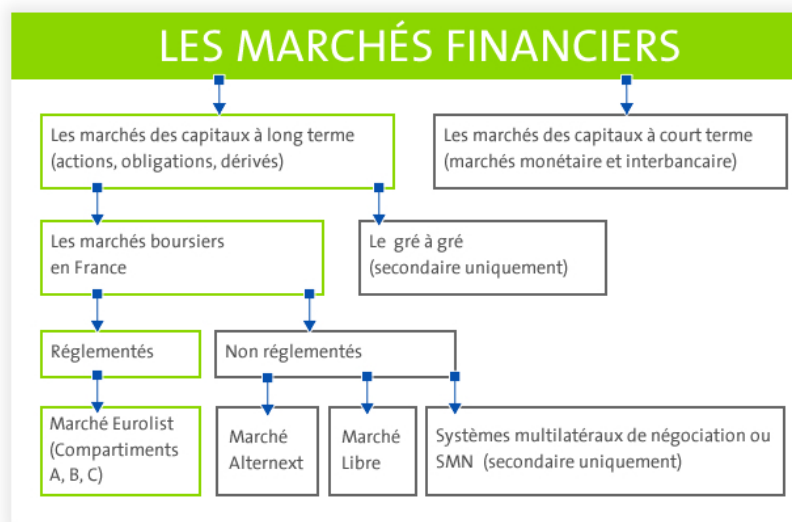 LES MARCHÉS FINANCIERS
Les marchés des capitaux à long terme
(actions, obligations, dérivés)
Les marchés des capitaux à court terme
(marchés monétaire et interbancaire)
Les marchés boursiers
en France
Le gré à gré
(secondaire uniquement)
Réglementés
Non réglementés
Marché Eurolist
(Compartiments
A, B, C)
Marché
Alternext
Marché
Libre
Systèmes multilatéraux de négociation ou
SMN (secondaire uniquement)